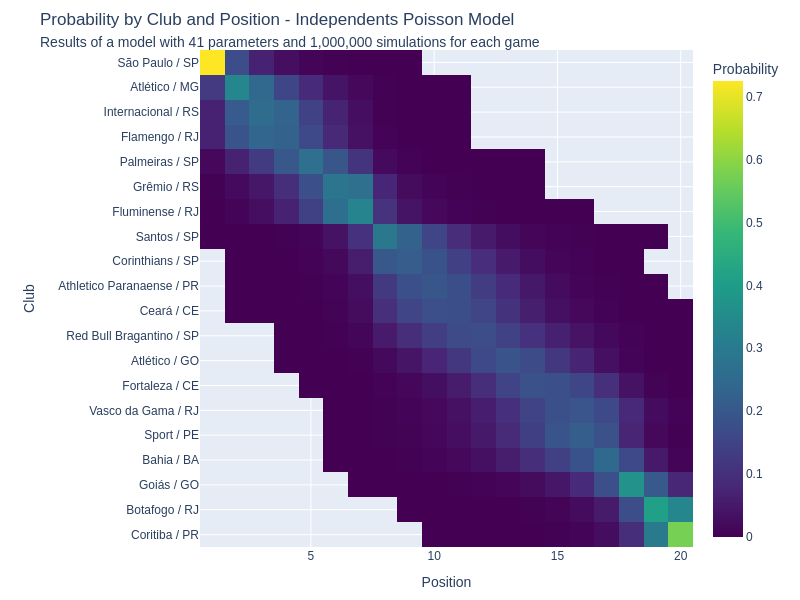 Probability by Club and Position - Independents Poisson Model
Results of a model with 41 parameters and 1,000,000 simulations for each game
Probability
São Paulo / SP
Atlético / MG
Internacional / RS
Flamengo / RJ
Palmeiras / SP
Grêmio / RS
Fluminense / RJ
Santos / SP
Corinthians / SP
Athletico Paranaense / PR
Ceará / CE
Red Bull Bragantino / SP
Atlético / GO
Fortaleza / CE
Vasco da Gama / RJ
Sport / PE
Bahia / BA
Goiás / GO
Botafogo / RJ
Coritiba / PR
Club
5
10
15
20
Position
0.7
0.6
0.5
0.4
0.3
0.2
0.1
0